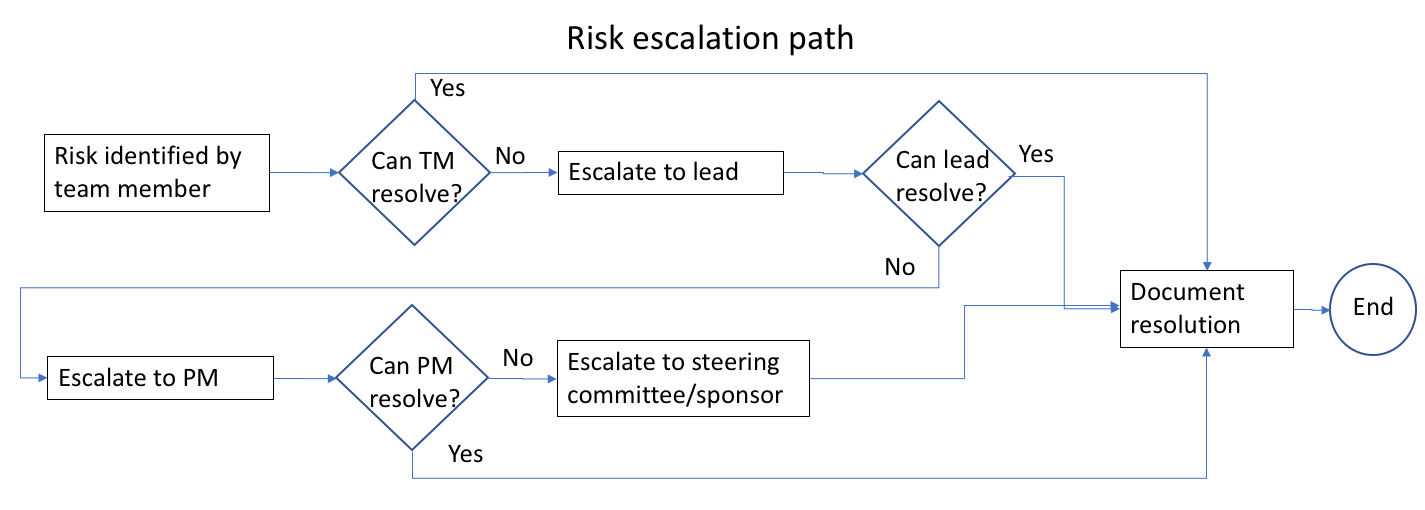 Risk escalation path
Yes
Risk identified by
team member
Can TM
resolve?
No
Escalate to lead
Can lead
resolve?
Yes
No
Document
resolution
End
Escalate to PM
Can PM
resolve?
No
Escalate to steering
committee/sponsor
Yes